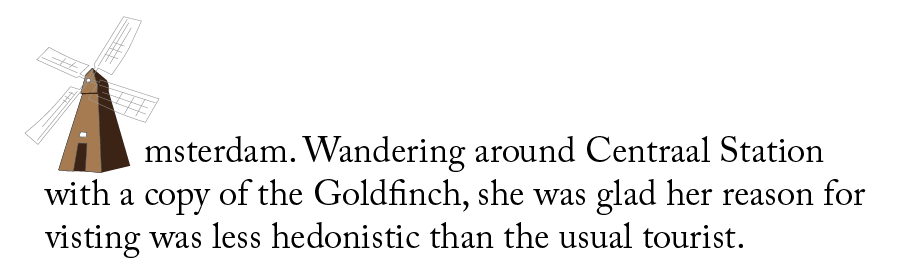 msterdam. Wandering around Centraal Station
with a copy of the Goldfinch, she was glad her reason for
visting was less hedonistic than the usual tourist.